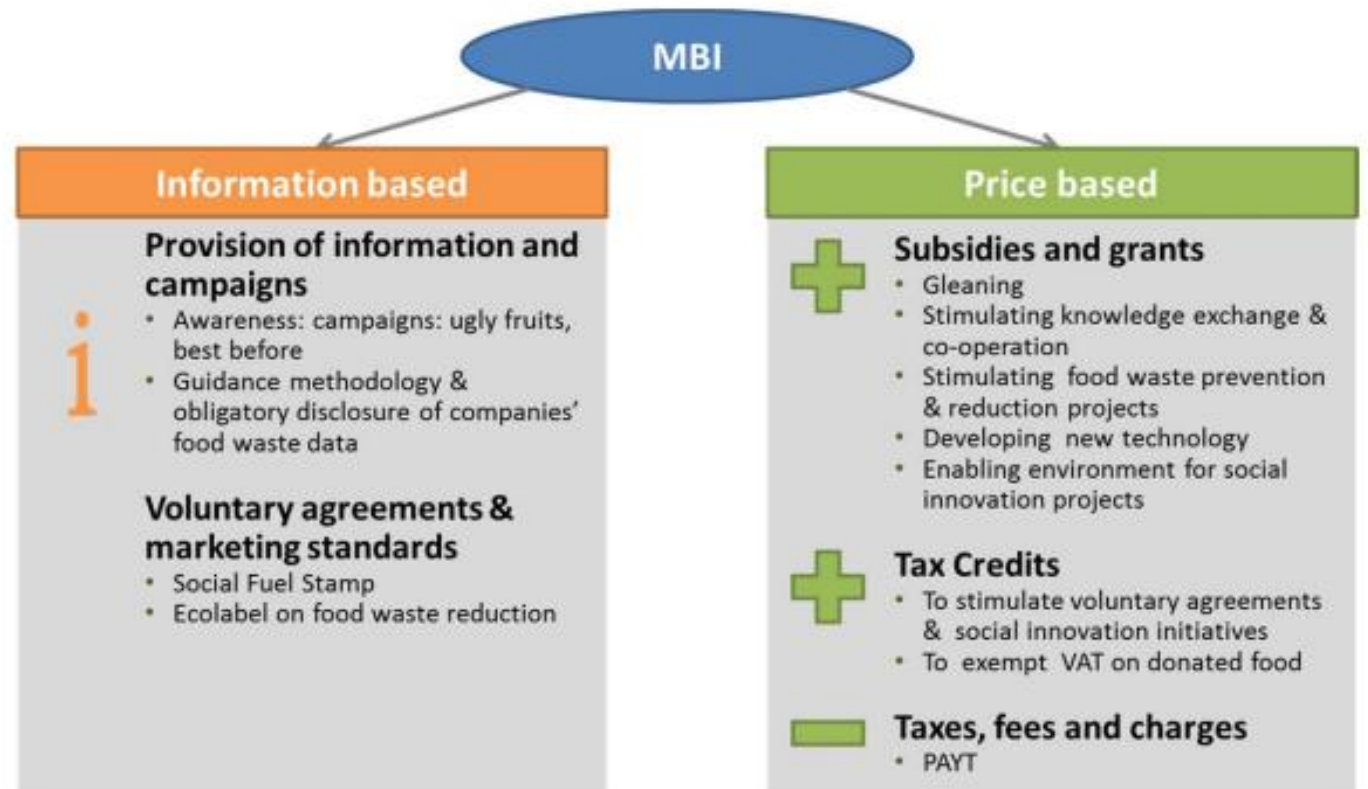 MBI
Information based
Provision of information and
campaigns
• Awareness: campaigns: ugly fruits,
best before
• Guidance methodology &
obligatory disclosure of companies’
food waste data
i
Voluntary agreements &
marketing standards
• Social Fuel Stamp
• Ecolabel on food waste reduction
Price based
Subsidies and grants
• Gleaning
• Stimulating knowledge exchange &
co-operation
• Stimulating food waste prevention
& reduction projects
• Developing new technology
• Enabling environment for social
innovation projects
Tax Credits
• To stimulate voluntary agreements
& social innovation initiatives
• To exempt VAT on donated food
Taxes, fees and charges
• PAYT